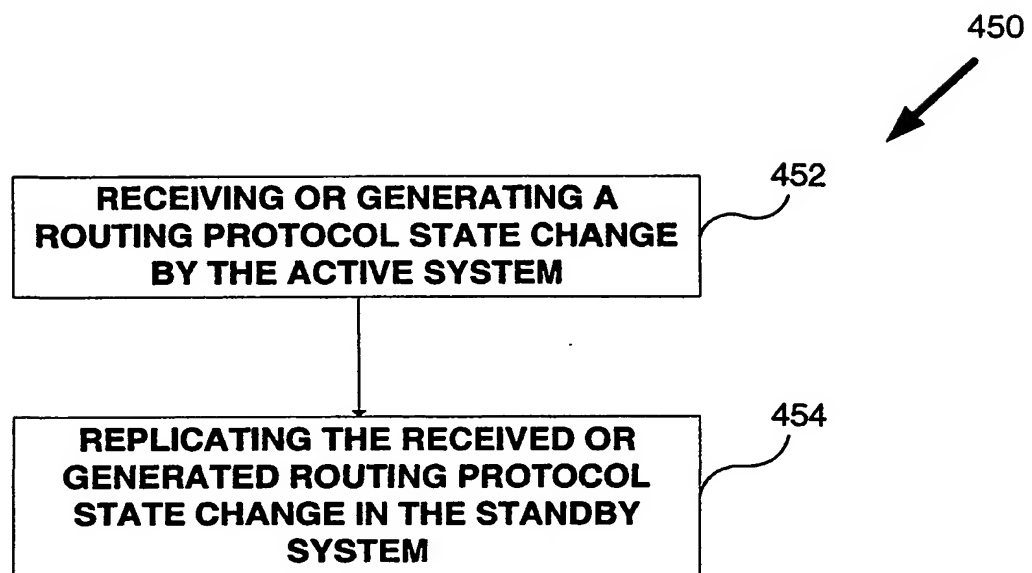 450
452
RECEIVING OR GENERATING A
ROUTING PROTOCOL STATE CHANGE
BY THE ACTIVE SYSTEM
454
REPLICATING THE RECEIVED OR
GENERATED ROUTING PROTOCOL
STATE CHANGE IN THE STANDBY
SYSTEM